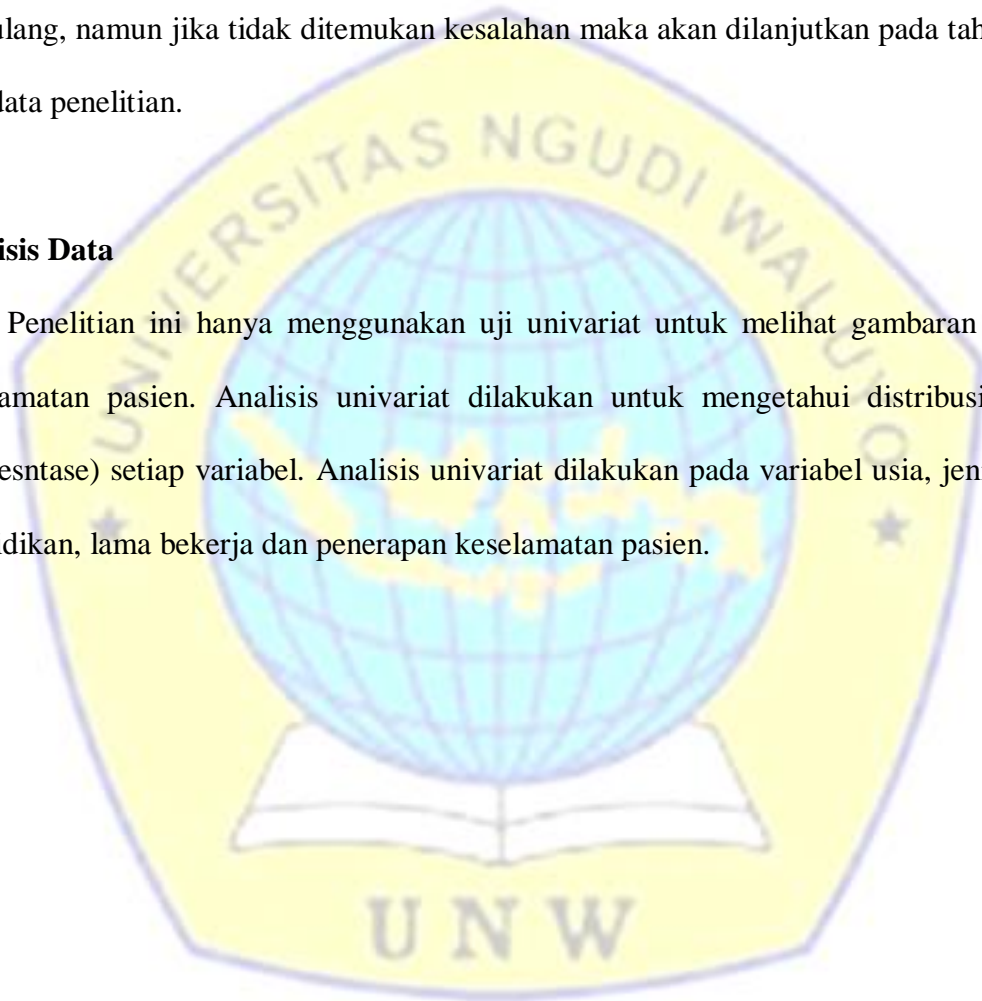 ulang, namun jika tidak ditemukan kesalahan maka akan dilanjutkan pada tah
data penelitian.
UNIVERSITAS NGUDI WALUYO
isis Data
Penelitian ini hanya menggunakan uji univariat untuk melihat gambaran
amatan pasien. Analisis univariat dilakukan untuk mengetahui distribusi
esntase) setiap variabel. Analisis univariat dilakukan pada variabel usia, jen
idikan, lama bekerja dan penerapan keselamatan pasien.
UNW